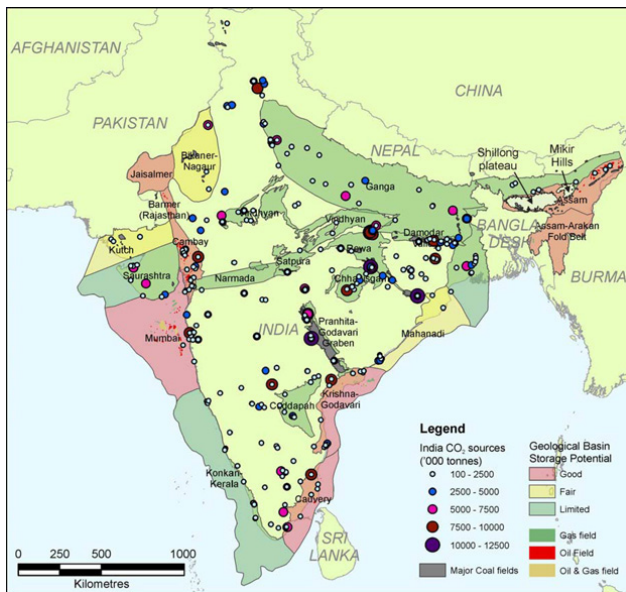 AFGHANISTAN
CHINA
PAKISTAN
NEPAL
Shillong
plateau
Mikir
Hills
Bikaner-
Nagaur
Jaisalmer
Barmer
(Rajasthan)
Ganga
Vindhyan
Vindhyan
Assam
Assam-Arakan
Fold Belt
BANGLA
DESH
BURMA
Damodar
Rewa
Kutch
Cambay
Satpura
Saurashtra
Narmada
Chhattisgarh
Mahanadi
INDIA
Pranhita-
Godavari
Graben
Mumbai
Krishna-
Godavari
Cuddapah
Konkan-
Kerala
Cauvery
SRI
LANKA
Legend
India CO₂ sources
('000 tonnes)
100 - 2500
2500 - 5000
5000 - 7500
7500 - 10000
10000 - 12500
Major Coal fields
Geological Basin
Storage Potential
Good
Fair
Limited
Gas field
Oil Field
Oil & Gas field
0 250 500 1000
Kilometres